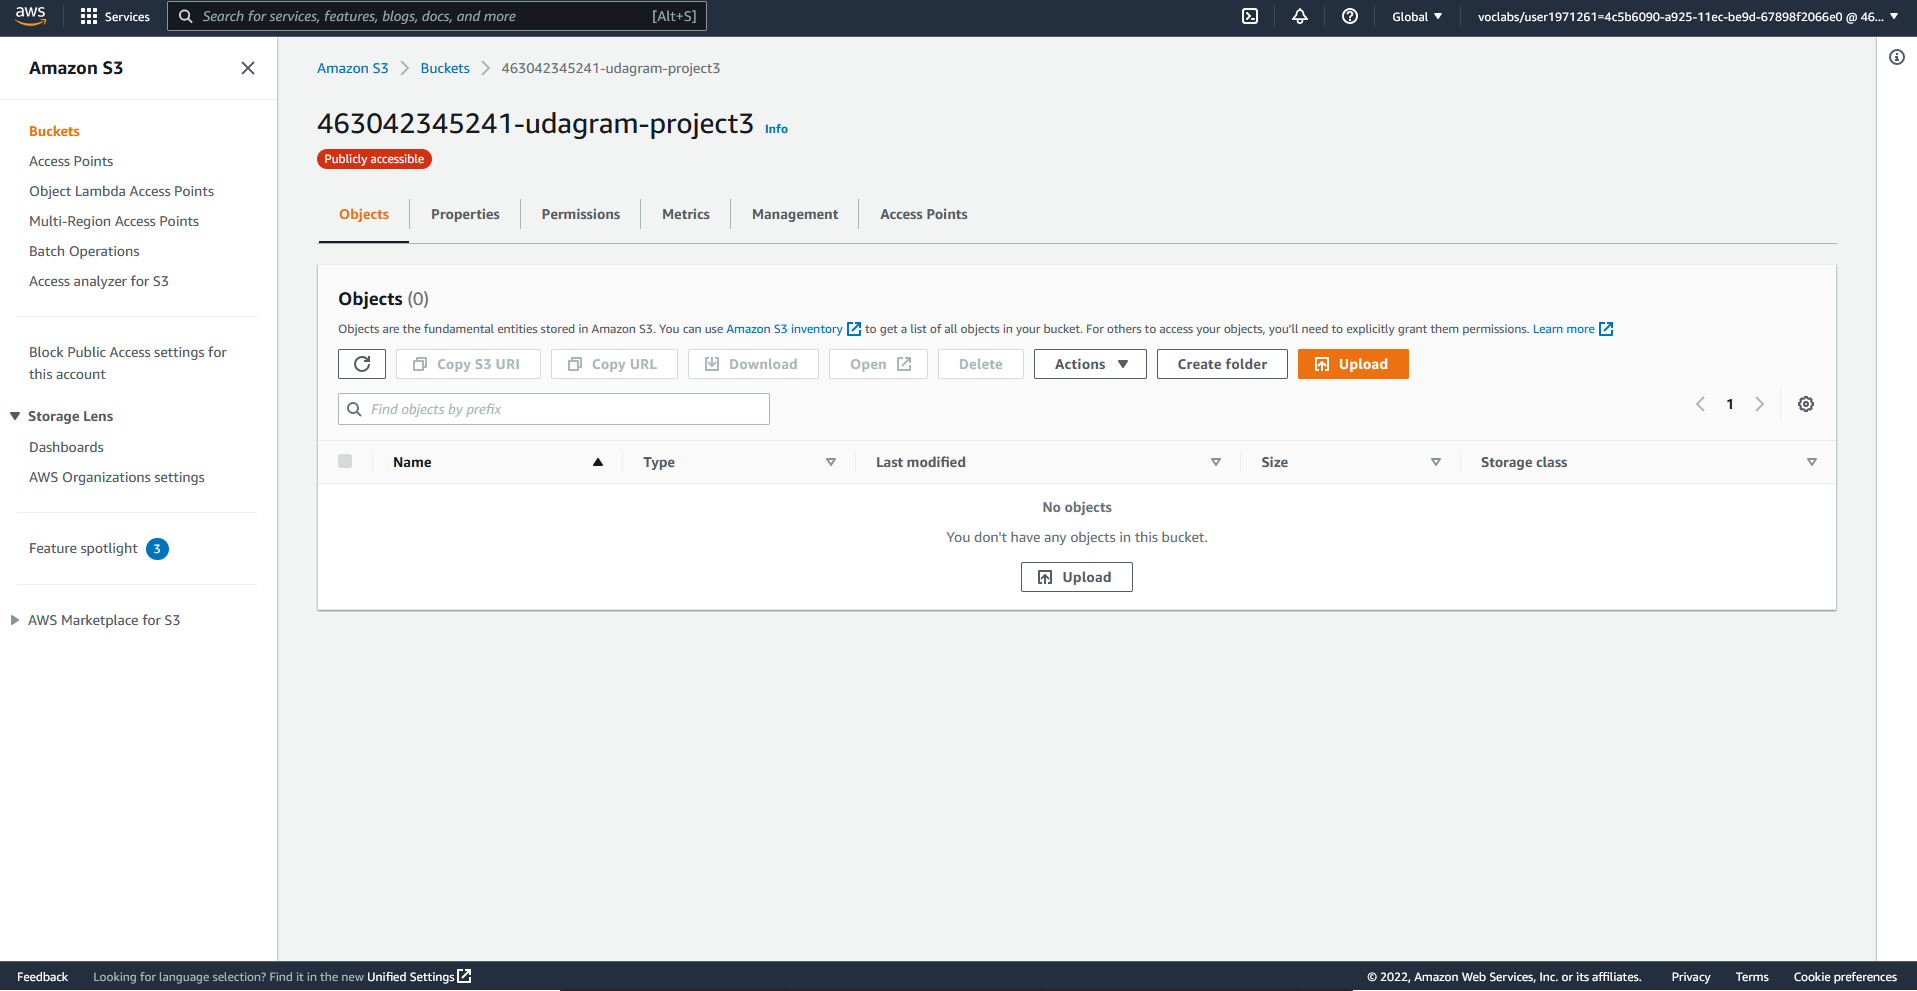 aws
Services
Search for services, features, blogs, docs, and more [Alt+S]
Global
voclabs/user1971261=4c5b6090-a925-11ec-be9d-67898f2066e0 @ 46...
Amazon S3
Buckets
Access Points
Object Lambda Access Points
Multi-Region Access Points
Batch Operations
Access analyzer for S3
Block Public Access settings for
this account
Storage Lens
Dashboards
AWS Organizations settings
Feature spotlight 3
AWS Marketplace for S3
Amazon S3 Buckets 463042345241-udagram-project3
463042345241-udagram-project3 Info
Publicly accessible
Objects Properties Permissions Metrics Management Access Points
Objects (0)
Objects are the fundamental entities stored in Amazon S3. You can use Amazon S3 inventory to get a list of all objects in your bucket. For others to access your objects, you'll need to explicitly grant them permissions. Learn more
Copy S3 URI Copy URL Download Open Delete Actions Create folder Upload
Find objects by prefix 1
Name Type Last modified Size Storage class
No objects
You don't have any objects in this bucket.
Upload
Feedback Looking for language selection? Find it in the new Unified Settings © 2022, Amazon Web Services, Inc. or its affiliates. Privacy Terms Cookie preferences